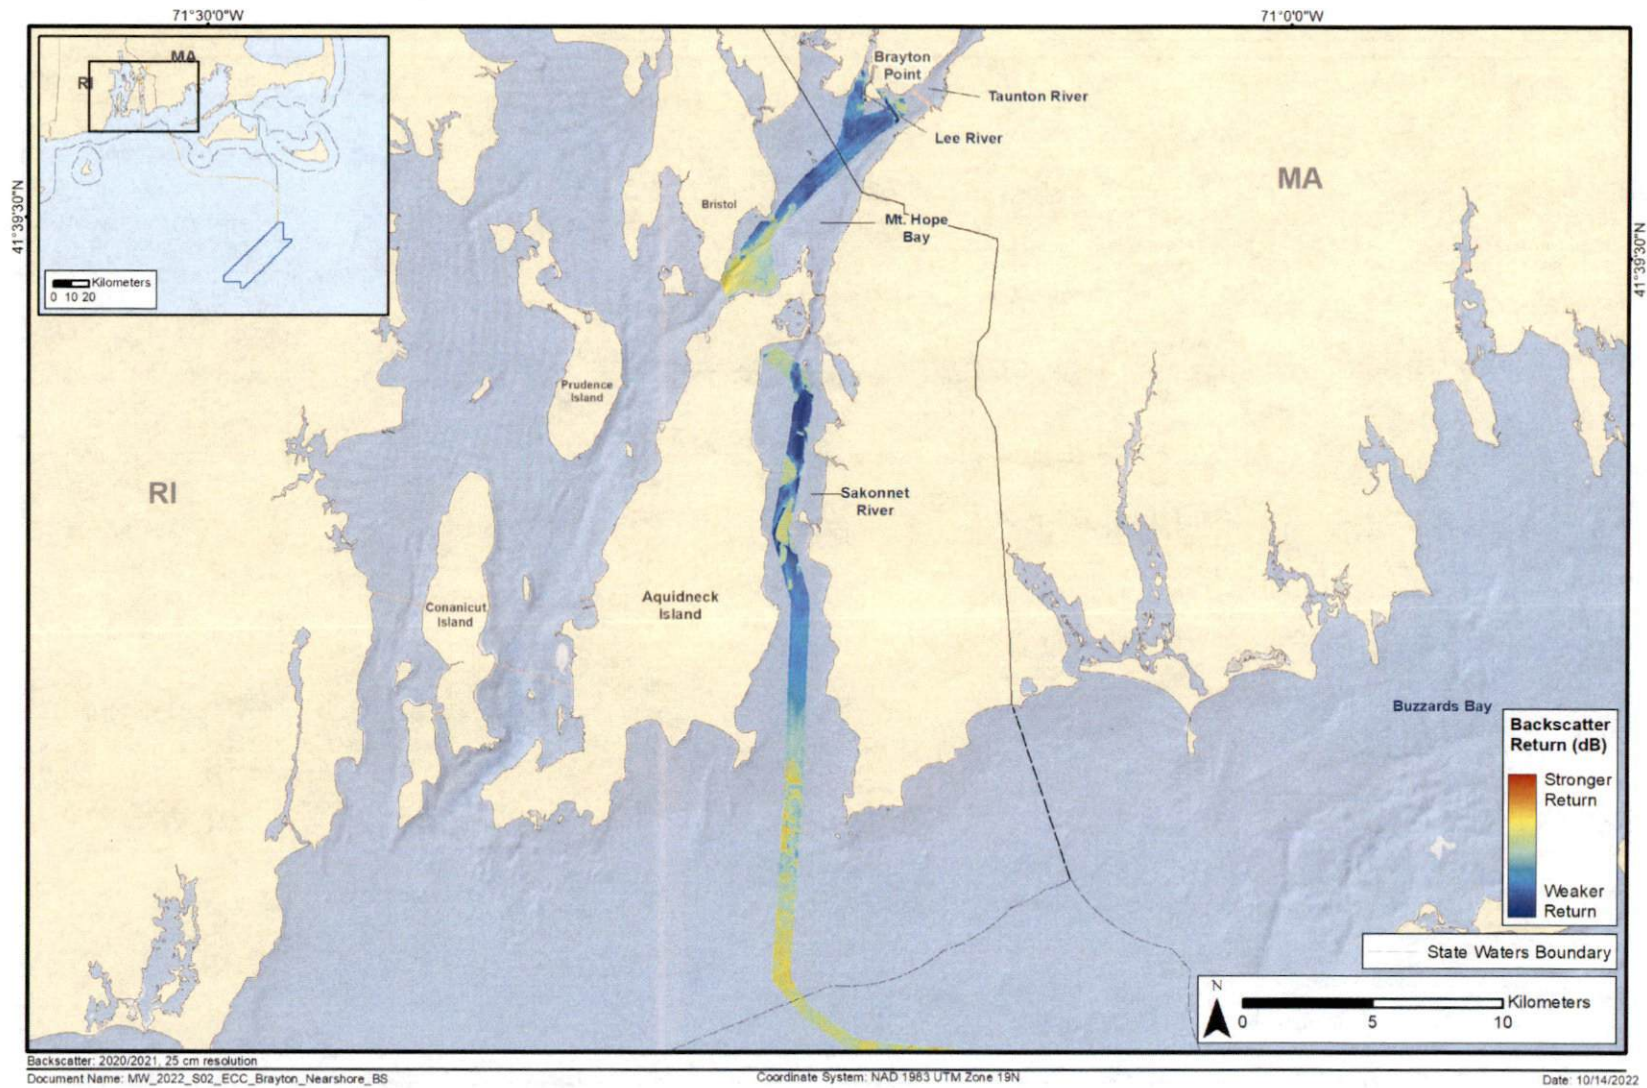 71°30'0"W
71°0'0"W
MA
RI
Kilometers
0 10 20
41°39'30"N
41°39'30"N
Brayton
Point
Taunton River
Lee River
MA
Bristol
Mt. Hope
Bay
Prudence
Island
RI
Sakonnet
River
Aquidneck
Island
Conanicut
Island
Buzzards Bay
Backscatter
Return (dB)
Stronger
Return
Weaker
Return
State Waters Boundary
N
Kilometers
0 5 10
Backscatter: 2020/2021, 25 cm resolution
Document Name: MW_2022_S02_ECC_Brayton_Nearshore_BS
Coordinate System: NAD 1983 UTM Zone 19N
Date: 10/14/2022